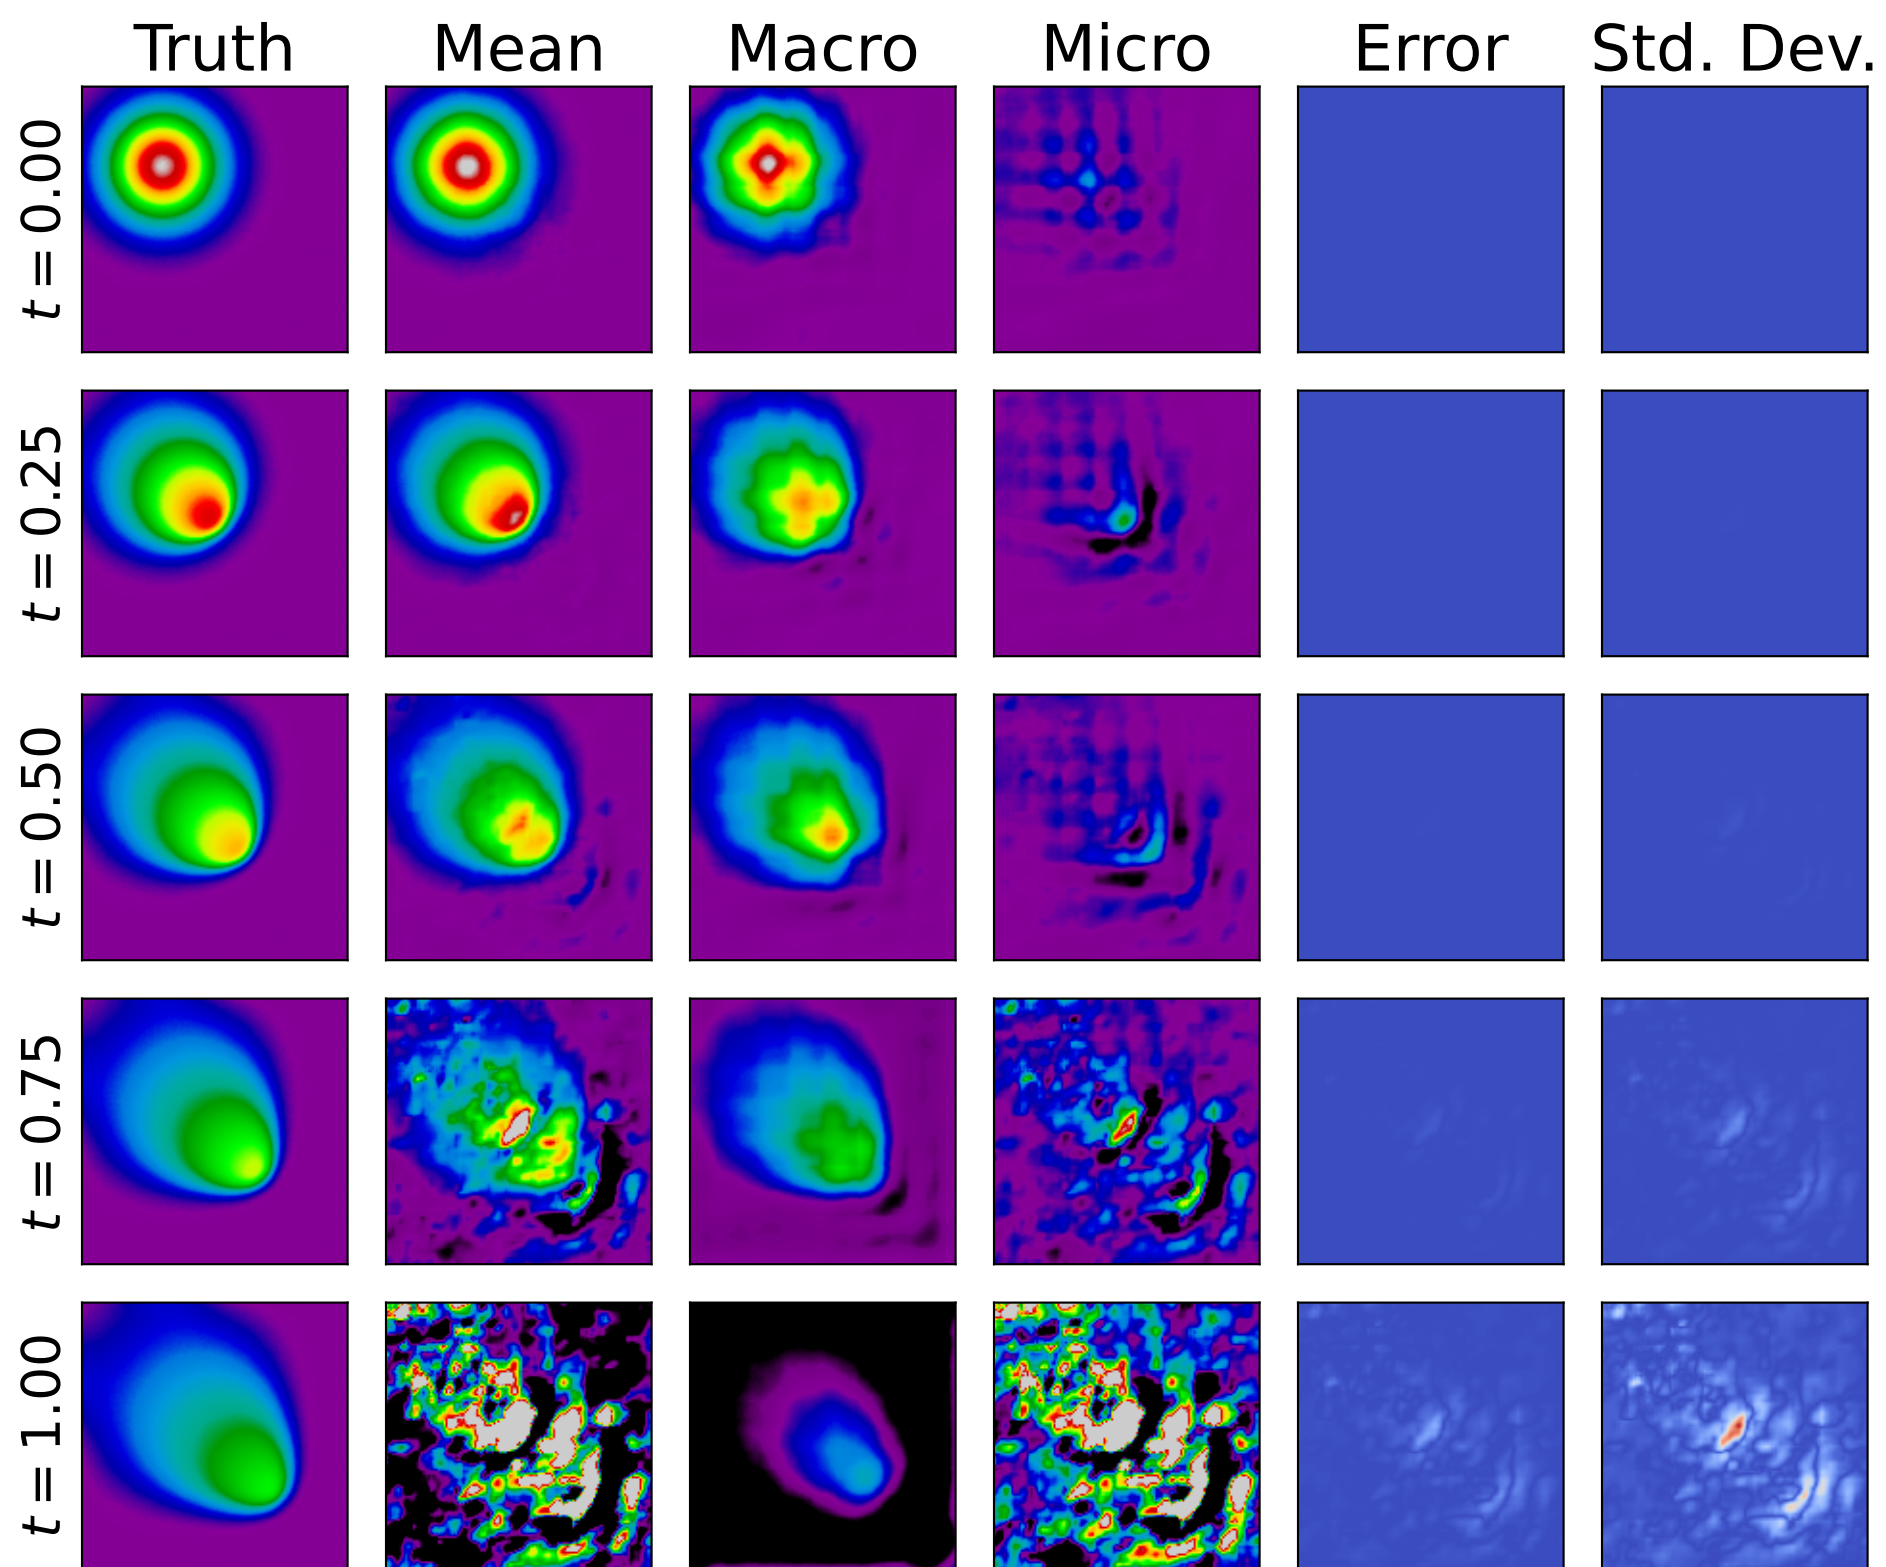 Truth Mean Macro Micro Error Std. Dev.
t = 0.00
t = 0.25
t = 0.50
t = 0.75
t = 1.00